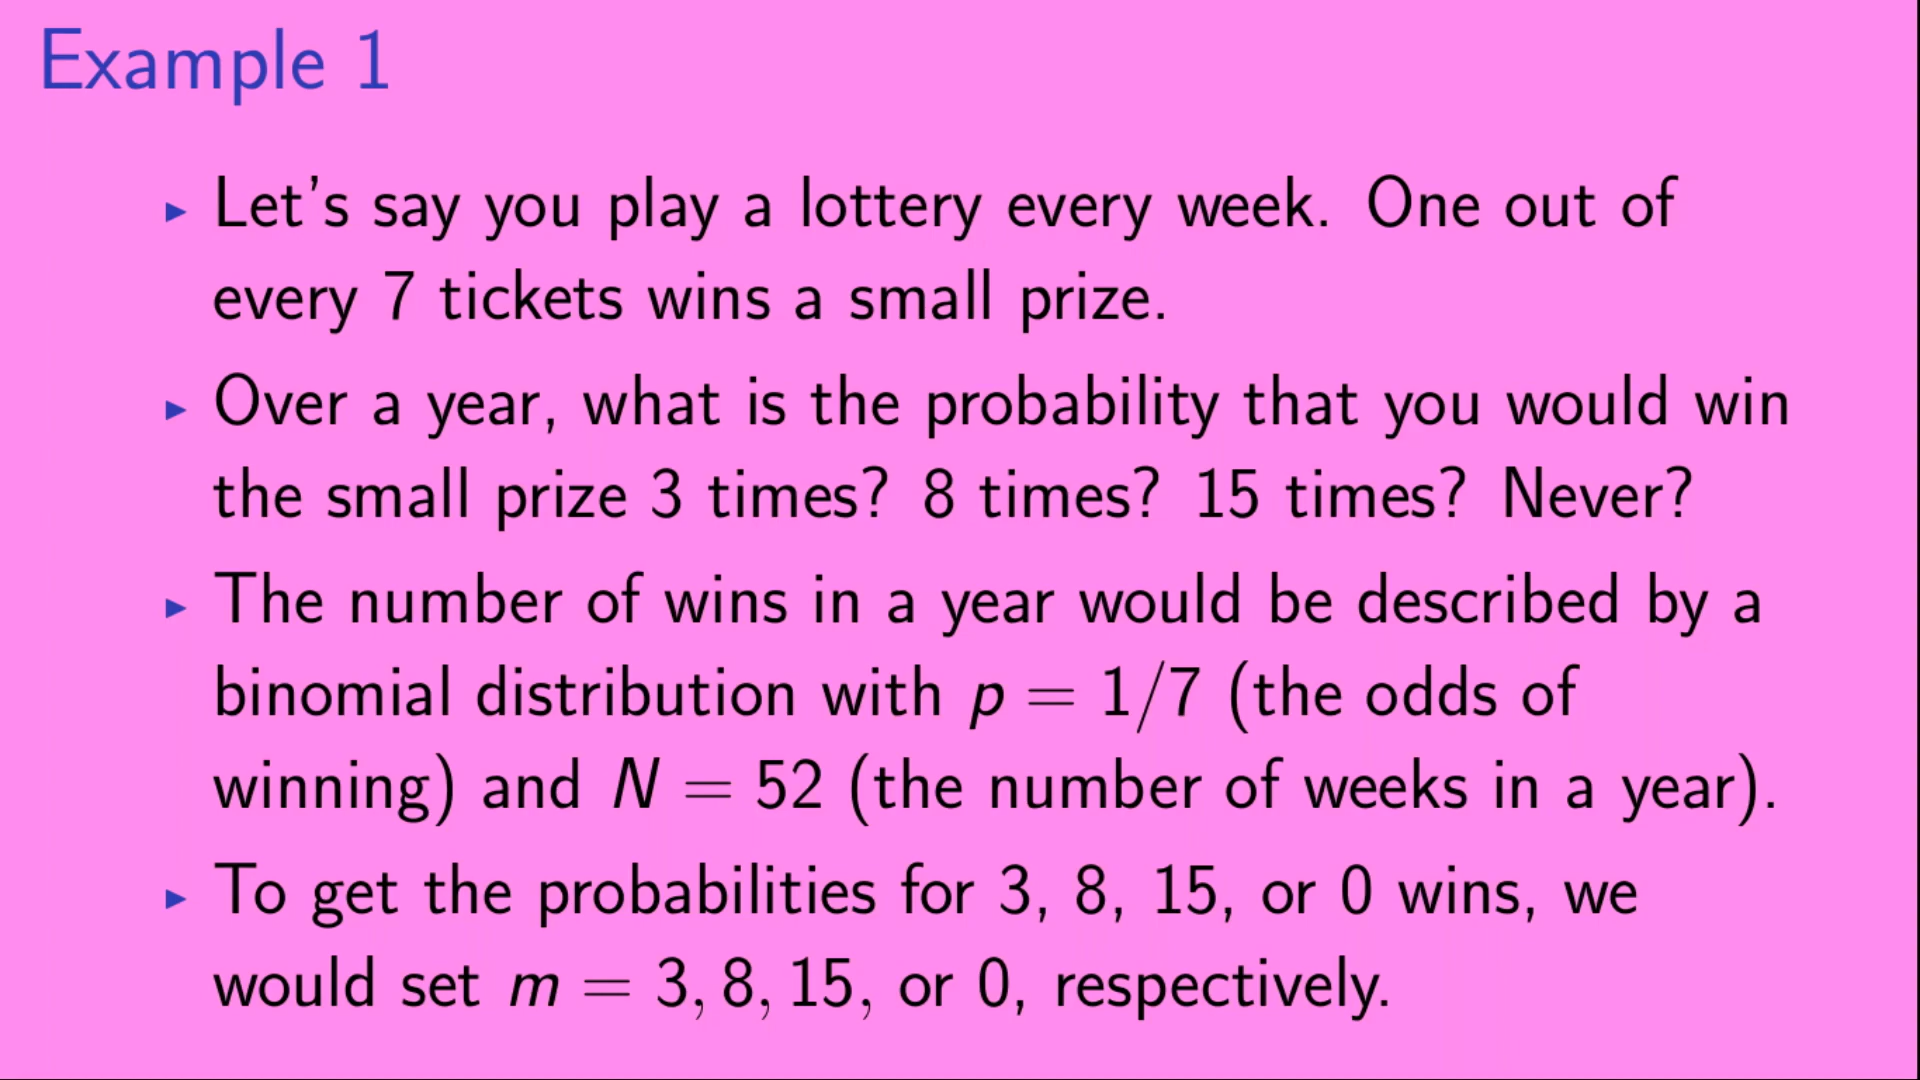 Example 1
▸ Let's say you play a lottery every week. One out of
every 7 tickets wins a small prize.
▸ Over a year, what is the probability that you would win
the small prize 3 times? 8 times? 15 times? Never?
▸ The number of wins in a year would be described by a
binomial distribution with p = 1/7 (the odds of
winning) and N = 52 (the number of weeks in a year).
▸ To get the probabilities for 3, 8, 15, or 0 wins, we
would set m = 3, 8, 15, or 0, respectively.